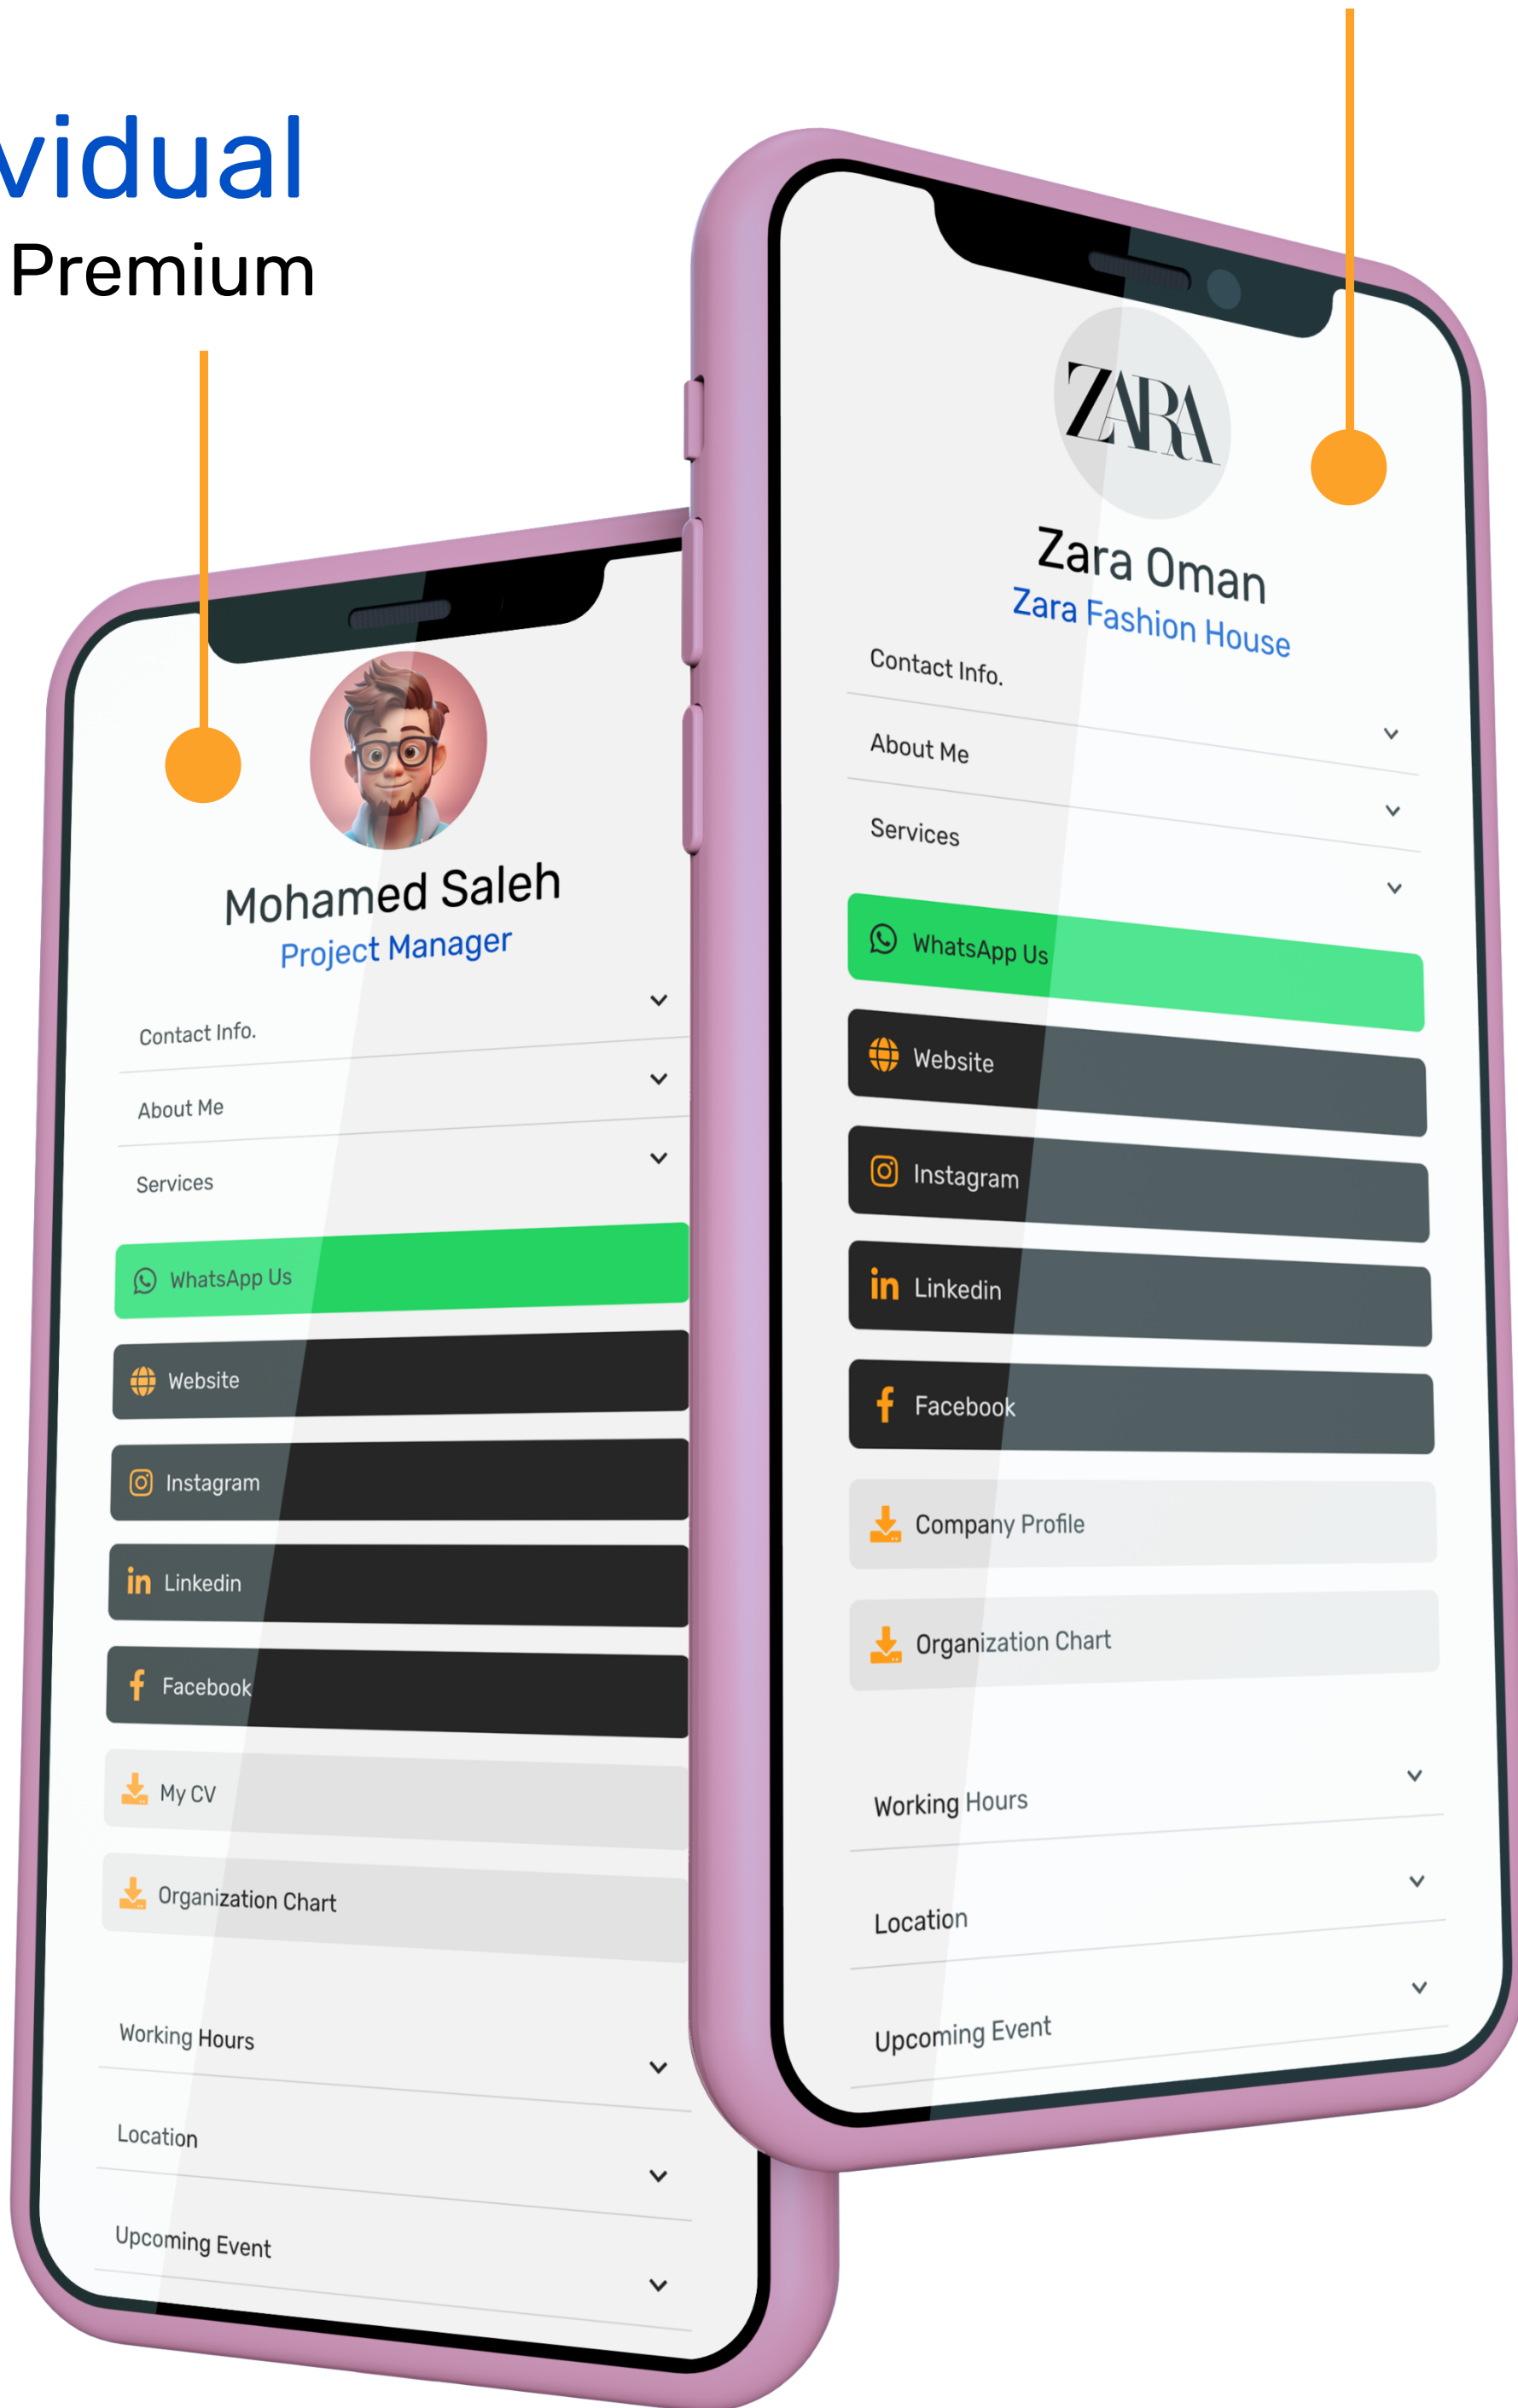 vidual
Premium
Mohamed Saleh
Project Manager
Contact Info.
About Me
Services
WhatsApp Us
Website
Instagram
in Linkedin
Facebook
My CV
Organization Chart
Working Hours
Location
Upcoming Event
ZARA
Zara Oman
Zara Fashion House
Contact Info.
About Me
Services
WhatsApp Us
Website
Instagram
in Linkedin
Facebook
Company Profile
Organization Chart
Working Hours
Location
Upcoming Event